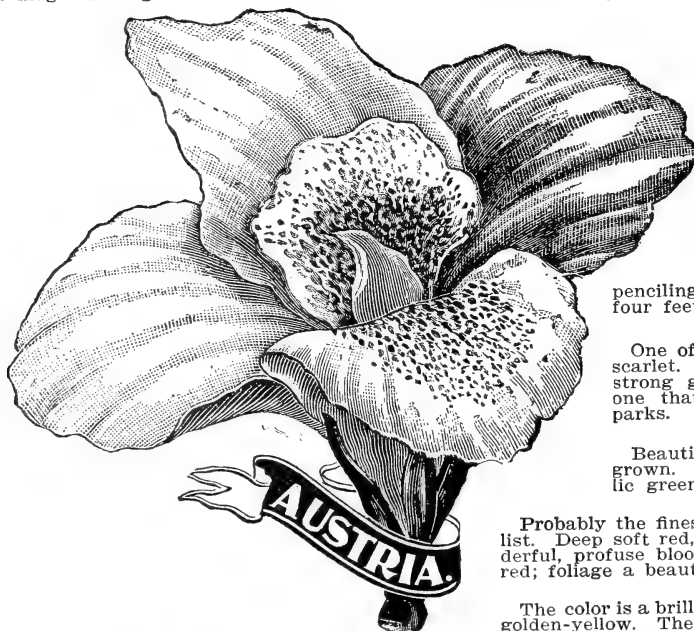 penciling
four fee
One of
scarlet.
strong g
one tha
parks.
Beauti
grown.
lic green
Probably the fines
list. Deep soft red,
derful, profuse bloo
red; foliage a beaut
The color is a brill
golden-yellow. The
AUSTRIA.